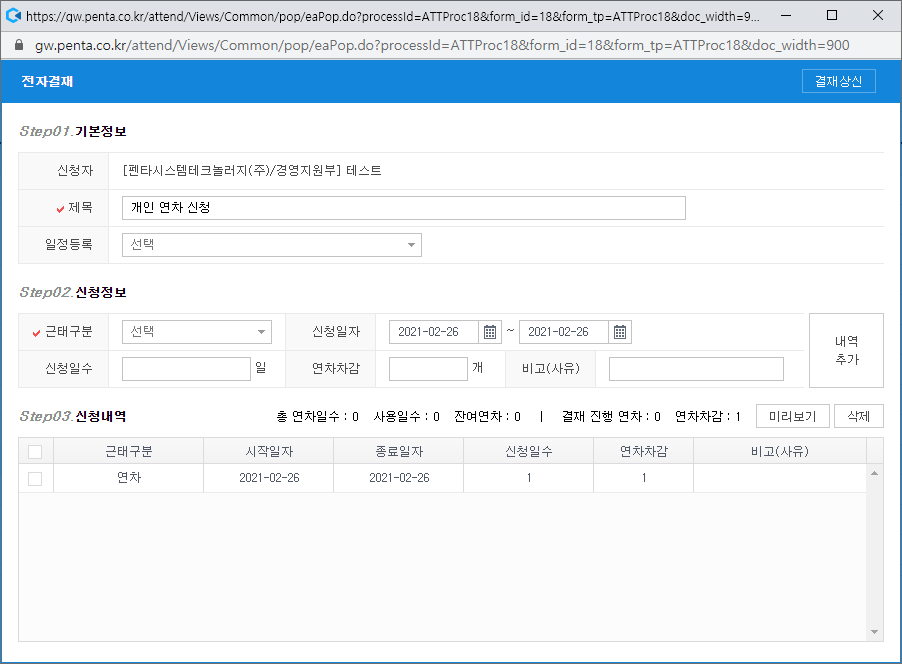 https://gw.penta.co.kr/attend/Views/Common/pop/eaPop.do?processId=ATTProc18&form_id=18&form_tp=ATTProc18&doc_width=9...
gw.penta.co.kr/attend/Views/Common/pop/eaPop.do?processId=ATTProc18&form_id=18&form_tp=ATTProc18&doc_width=900
전자결재 결재상신
Step01.기본정보
신청자 [펜타시스템테크놀러지(주)/경영지원부] 테스트
제목 개인 연차 신청
일정등록 선택
Step02.신청정보
근태구분 선택 신청일자 2021-02-26 ~ 2021-02-26 내역
추가
신청일수 일 연차차감 개 비고(사유)
Step03.신청내역 총 연차일수 : 0 사용일수 : 0 잔여연차 : 0 | 결재 진행 연차 : 0 연차차감 : 1 미리보기 삭제
근태구분 시작일자 종료일자 신청일수 연차차감 비고(사유)
연차 2021-02-26 2021-02-26 1 1